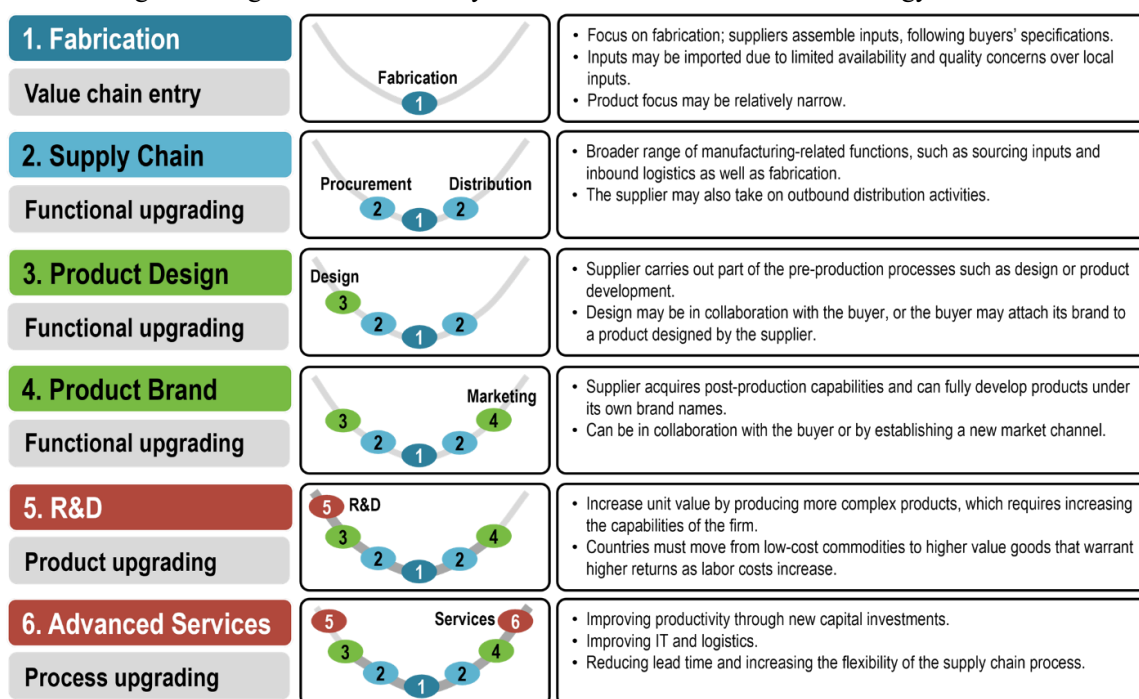 1. Fabrication
Value chain entry
Fabrication
1
• Focus on fabrication; suppliers assemble inputs, following buyers' specifications.
• Inputs may be imported due to limited availability and quality concerns over local
inputs.
• Product focus may be relatively narrow.
2. Supply Chain
Functional upgrading
Procurement
Distribution
2
1
2
• Broader range of manufacturing-related functions, such as sourcing inputs and
inbound logistics as well as fabrication.
• The supplier may also take on outbound distribution activities.
3. Product Design
Functional upgrading
Design
3
2
1
2
• Supplier carries out part of the pre-production processes such as design or product
development.
• Design may be in collaboration with the buyer, or the buyer may attach its brand to
a product designed by the supplier.
4. Product Brand
Functional upgrading
Marketing
3
2
1
2
4
• Supplier acquires post-production capabilities and can fully develop products under
its own brand names.
• Can be in collaboration with the buyer or by establishing a new market channel.
5. R&D
Product upgrading
5
R&D
3
2
1
2
4
• Increase unit value by producing more complex products, which requires increasing
the capabilities of the firm.
• Countries must move from low-cost commodities to higher value goods that warrant
higher returns as labor costs increase.
6. Advanced Services
Process upgrading
Services
5
3
2
1
2
4
6
• Improving productivity through new capital investments.
• Improving IT and logistics.
• Reducing lead time and increasing the flexibility of the supply chain process.